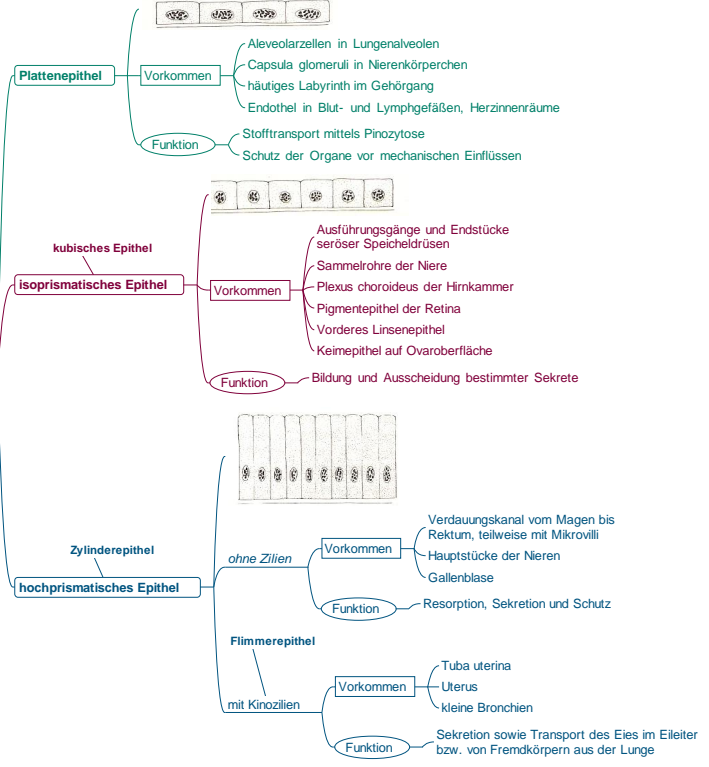 Plattenepithel
Vorkommen
Aleveolarzellen in Lungenalveolen
Capsula glomeruli in Nierenkörperchen
häutiges Labyrinth im Gehörgang
Endothel in Blut- und Lymphgefäßen, Herzinnenräume
Funktion
Stofftransport mittels Pinozytose
Schutz der Organe vor mechanischen Einflüssen
kubisches Epithel
isoprismatisches Epithel
Vorkommen
Ausführungsgänge und Endstücke
seröser Speicheldrüsen
Sammelrohre der Niere
Plexus choroideus der Hirnkammer
Pigmentepithel der Retina
Vorderes Linsenepithel
Keimepithel auf Ovaroberfläche
Funktion
Bildung und Ausscheidung bestimmter Sekrete
Zylinderepithel
hochprismatisches Epithel
ohne Zilien
Vorkommen
Verdauungskanal vom Magen bis
Rektum, teilweise mit Mikrovilli
Hauptstücke der Nieren
Gallenblase
Funktion
Resorption, Sekretion und Schutz
Flimmerepithel
mit Kinozilien
Vorkommen
Tuba uterina
Uterus
kleine Bronchien
Funktion
Sekretion sowie Transport des Eies im Eileiter
bzw. von Fremdkörpern aus der Lunge